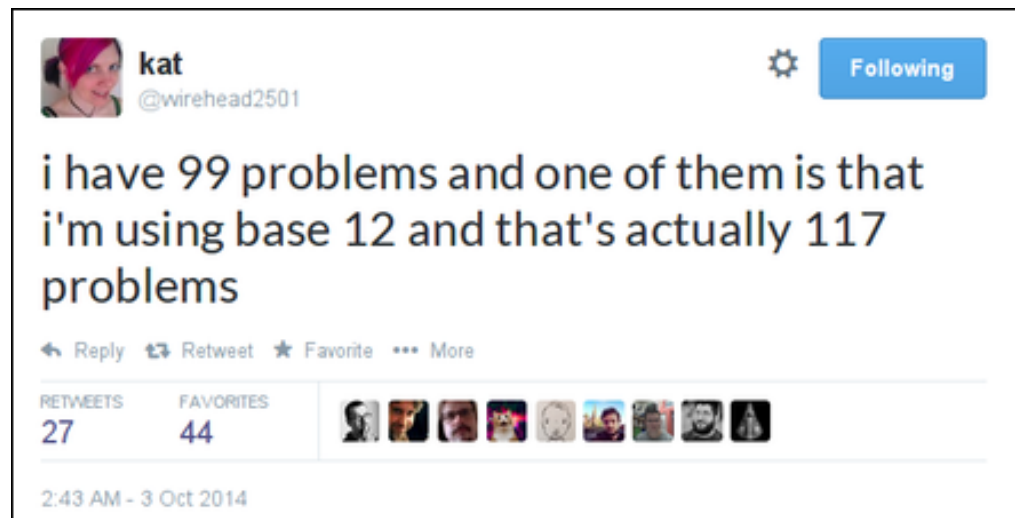 kat
@wirehead2501
Following
i have 99 problems and one of them is that
i'm using base 12 and that's actually 117
problems
Reply Retweet Favorite More
RETWEETS FAVORITES
27 44
2:43 AM - 3 Oct 2014